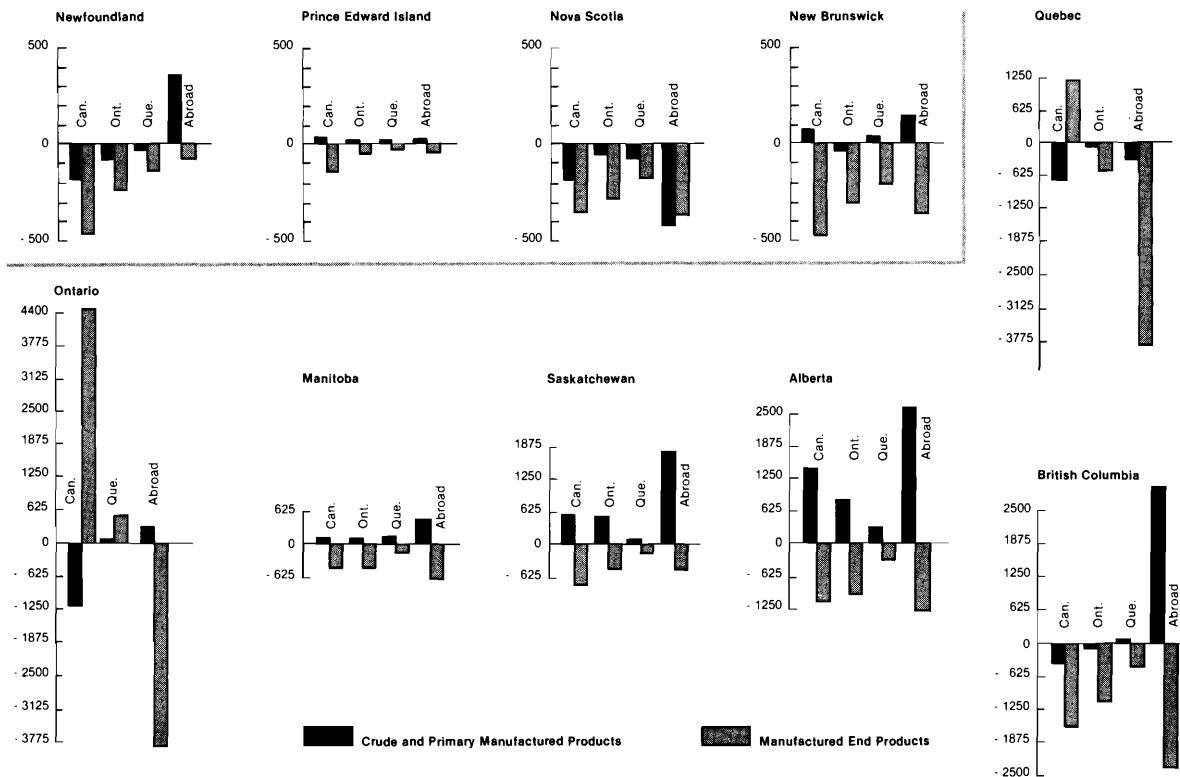 Newfoundland
500
0
- 500
Can.
Ont.
Que.
Abroad
Prince Edward Island
500
0
- 500
Can.
Ont.
Que.
Abroad
Nova Scotia
500
0
- 500
Can.
Ont.
Que.
Abroad
New Brunswick
500
0
- 500
Can.
Ont.
Que.
Abroad
Quebec
1250
625
0
- 625
- 1250
- 1875
- 2500
- 3125
- 3775
Can
Ont
Abroad
Ontario
4400
3775
3125
2500
1875
1250
625
0
- 625
- 1250
- 1875
- 2500
- 3125
- 3775
Can.
Que.
Abroad
Manitoba
625
0
- 625
Can.
Ont.
Que.
Abroad
Saskatchewan
1875
1250
625
0
- 625
Can.
Ont.
Que.
Abroad
Alberta
2500
1875
1250
625
0
- 625
- 1250
Can.
Ont.
Que.
Abroad
British Columbia
2500
1875
1250
625
0
- 625
- 1250
- 1875
- 2500
Can.
Ont.
Que.
Abroad
Crude and Primary Manufactured Products
Manufactured End Products